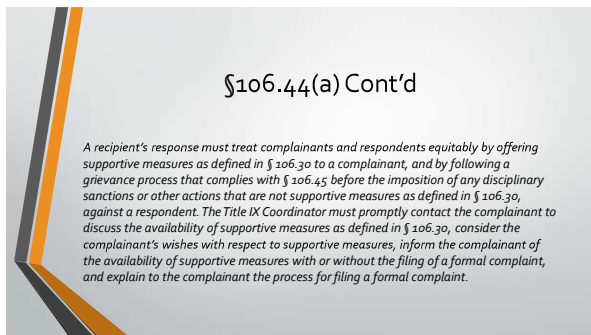 §106.44(a) Cont’d
A recipient’s response must treat complainants and respondents equitably by offering
supportive measures as defined in § 106.30 to a complainant, and by following a
grievance process that complies with § 106.45 before the imposition of any disciplinary
sanctions or other actions that are not supportive measures as defined in § 106.30,
against a respondent. The Title IX Coordinator must promptly contact the complainant to
discuss the availability of supportive measures as defined in § 106.30, consider the
complainant’s wishes with respect to supportive measures, inform the complainant of
the availability of supportive measures with or without the filing of a formal complaint,
and explain to the complainant the process for filing a formal complaint.